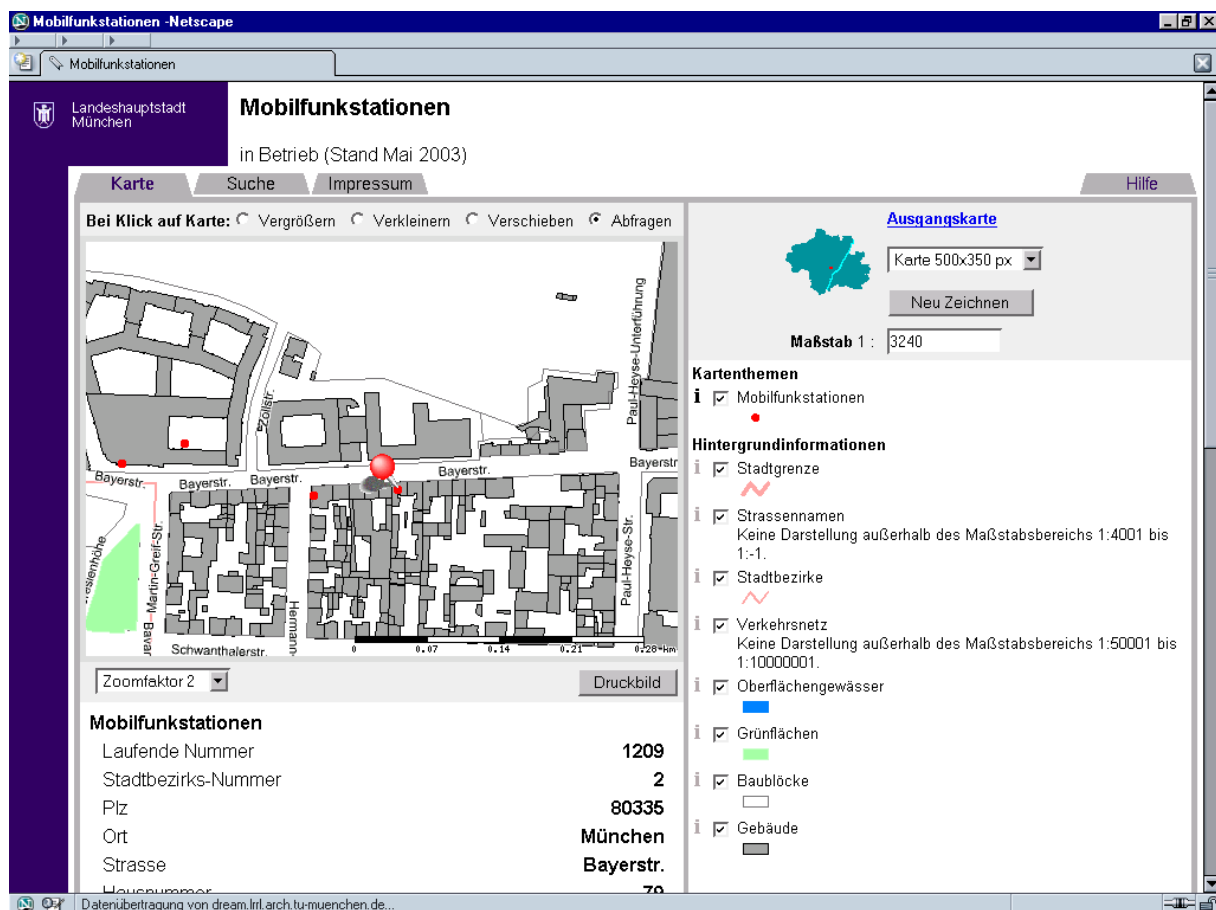 Mobilfunkstationen -Netscape
Mobilfunkstationen
Landeshauptstadt
München
Mobilfunkstationen
in Betrieb (Stand Mai 2003)
Karte
Suche
Impressum
Hilfe
Bei Klick auf Karte: Vergrößern Verkleinern Verschieben Abfragen
Zollstr.
Paul-Heyse-Unterführung
Bayerstr.
Bayerstr.
Bayerstr.
Bayerstr.
Bayerstr
esienhöhe
Martin-Greif-Str.
Bavar
Hermann-
Paul-Heyse-Str.
Schwanthalerstr.
0 0.07 0.14 0.21 0.28 Km
Zoomfaktor 2
Druckbild
Mobilfunkstationen
Laufende Nummer 1209
Stadtbezirks-Nummer 2
Plz 80335
Ort München
Strasse Bayerstr.
Hausnummer 79
Ausgangskarte
Karte 500x350 px
Neu Zeichnen
Maßstab 1 : 3240
Kartenthemen
i Mobilfunkstationen
Hintergrundinformationen
i Stadtgrenze
i Strassennamen
Keine Darstellung außerhalb des Maßstabsbereichs 1:4001 bis
1:-1.
i Stadtbezirke
i Verkehrsnetz
Keine Darstellung außerhalb des Maßstabsbereichs 1:50001 bis
1:10000001.
i Oberflächengewässer
i Grünflächen
i Baublöcke
i Gebäude
Datenübertragung von dream.lrrl.arch.tu-muenchen.de...